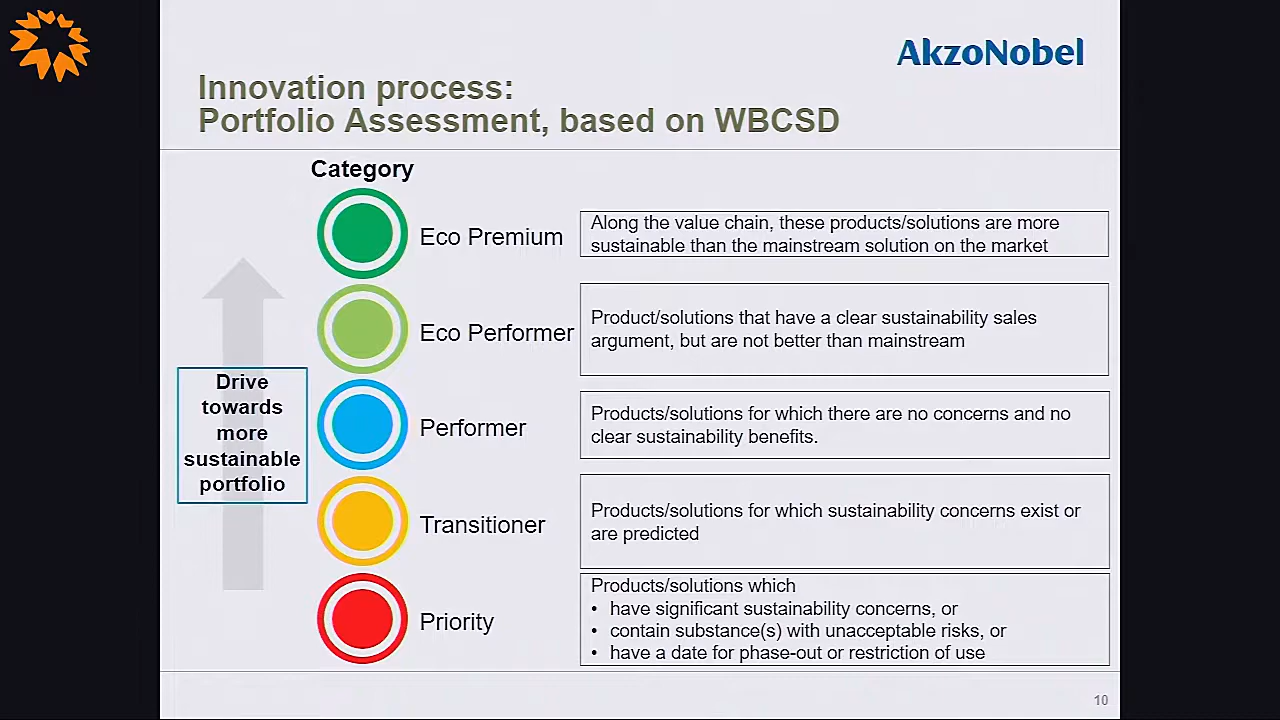 AkzoNobel
Innovation process:
Portfolio Assessment, based on WBCSD
Category
Eco Premium
Along the value chain, these products/solutions are more
sustainable than the mainstream solution on the market
Eco Performer
Product/solutions that have a clear sustainability sales
argument, but are not better than mainstream
Drive
towards
more
sustainable
portfolio
Performer
Products/solutions for which there are no concerns and no
clear sustainability benefits.
Transitioner
Products/solutions for which sustainability concerns exist or
are predicted
Priority
Products/solutions which
• have significant sustainability concerns, or
• contain substance(s) with unacceptable risks, or
• have a date for phase-out or restriction of use
10